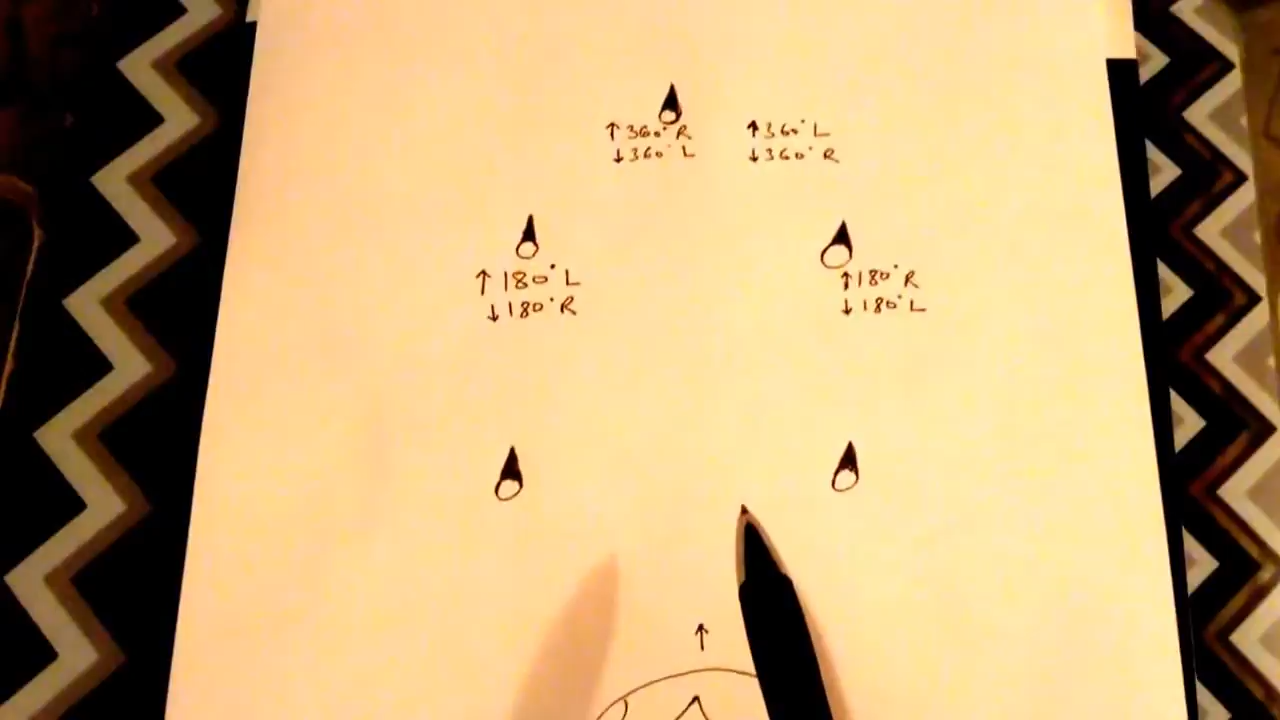 ↑360° R ↑360° L
↓360° L ↓360° R
↑180° L ↑180° R
↓180° R ↓180° L
↑